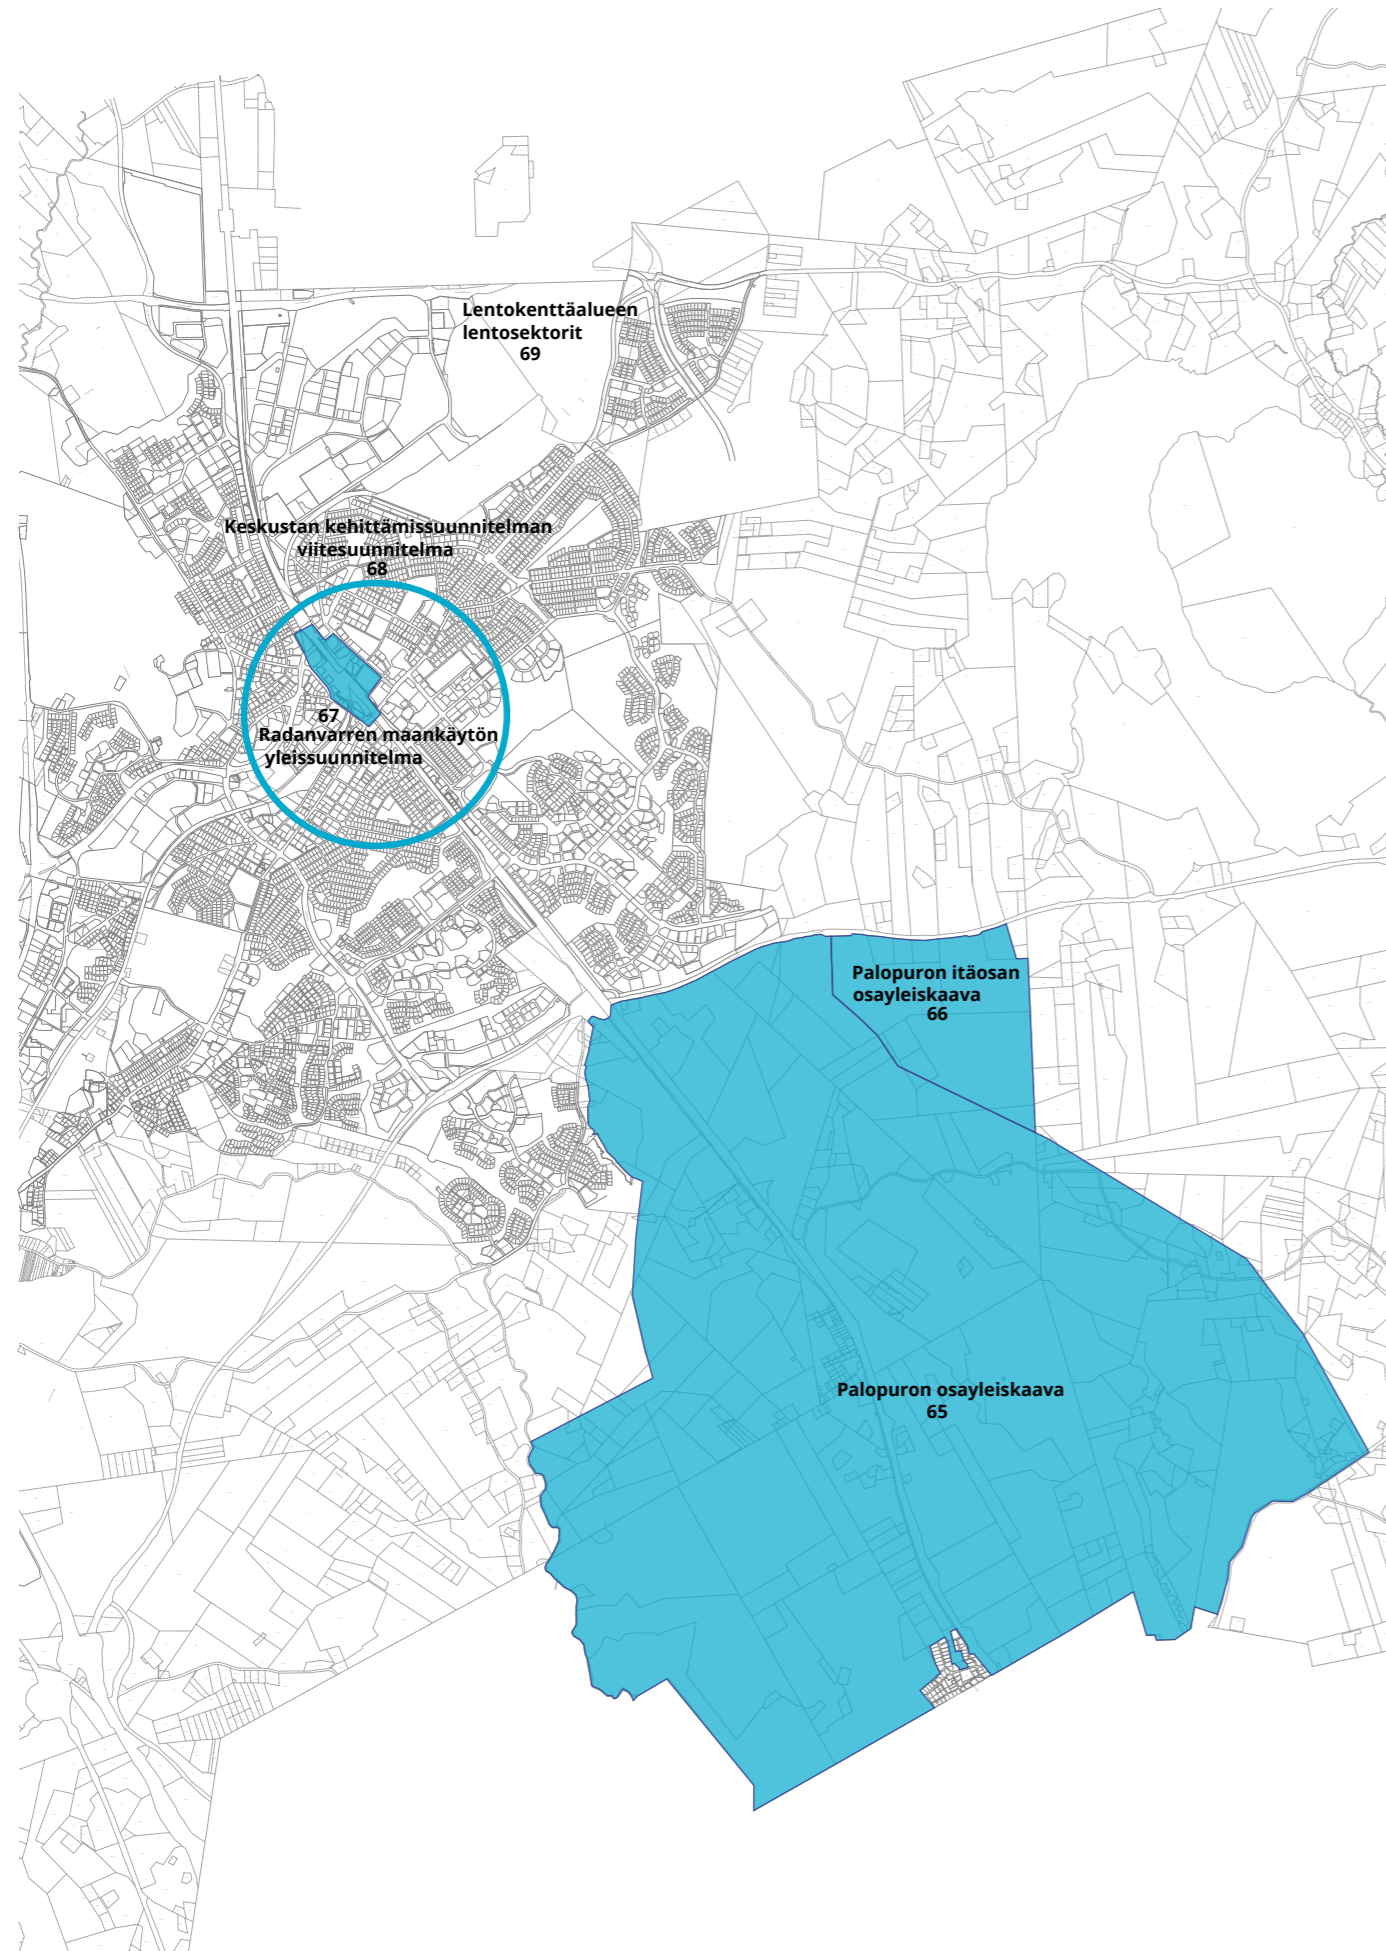 Lentokenttäalueen
lentosektorit
69
Keskustan kehittämissuunnitelman
viitesuunnitelma
68
67
Radanvarren maankäytön
yleissuunnitelma
Palopuron itäosan
osayleiskaava
66
Palopuron osayleiskaava
65